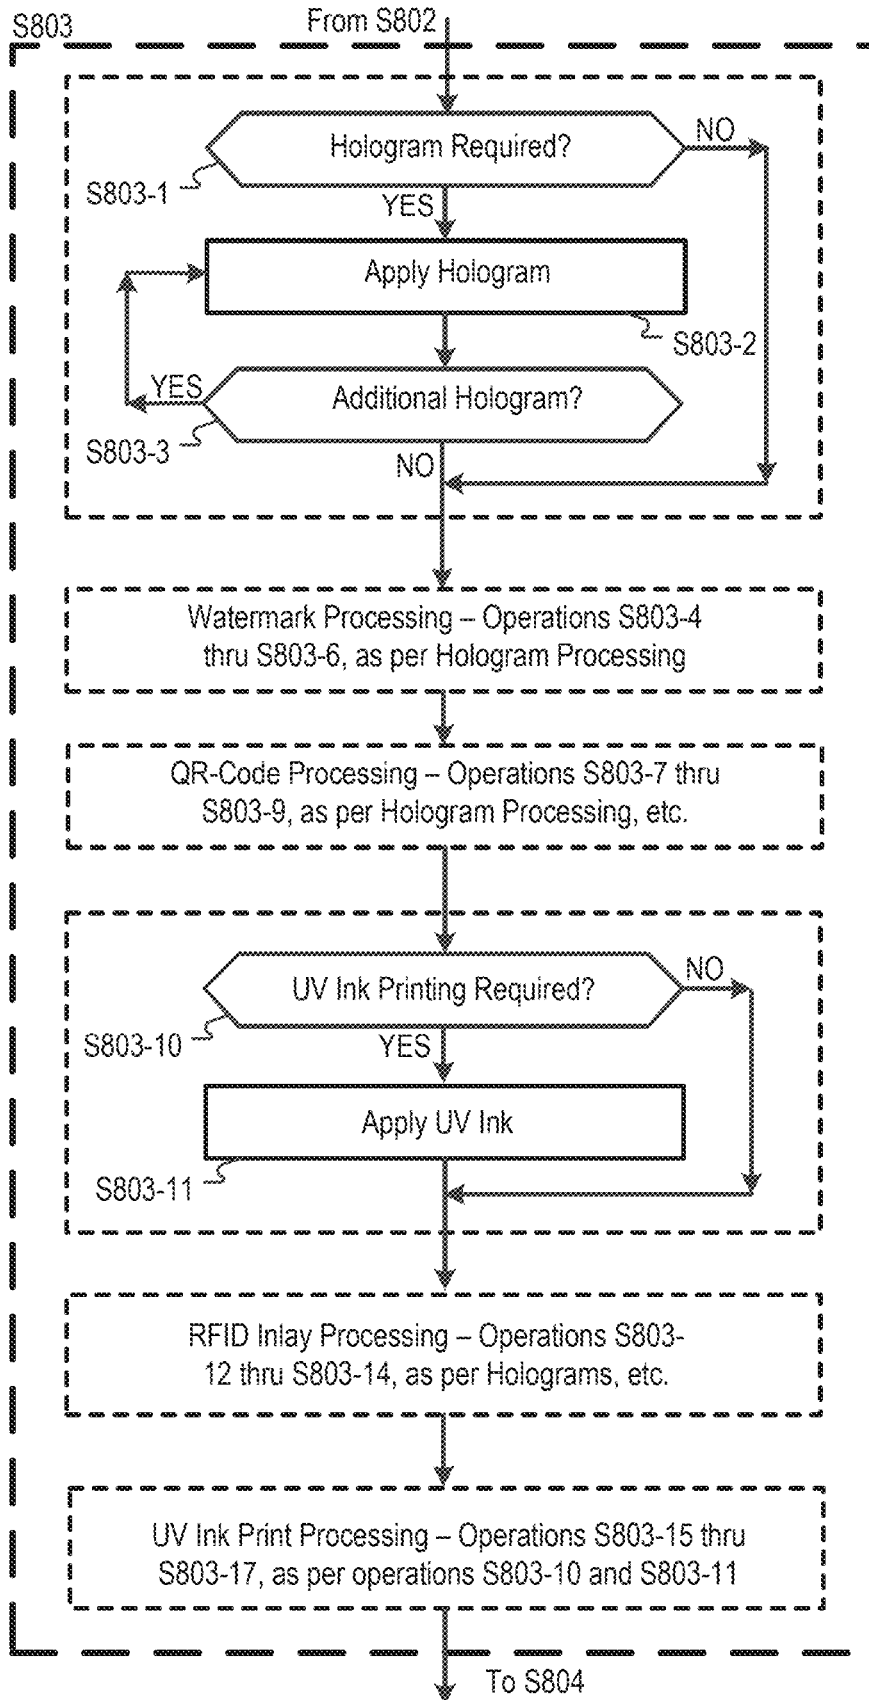 S803
From S802
Hologram Required?
NO
S803-1
YES
Apply Hologram
S803-2
YES
Additional Hologram?
S803-3
NO
Watermark Processing – Operations S803-4
thru S803-6, as per Hologram Processing
QR-Code Processing – Operations S803-7 thru
S803-9, as per Hologram Processing, etc.
UV Ink Printing Required?
NO
S803-10
YES
Apply UV Ink
S803-11
RFID Inlay Processing – Operations S803-
12 thru S803-14, as per Holograms, etc.
UV Ink Print Processing – Operations S803-15 thru
S803-17, as per operations S803-10 and S803-11
To S804